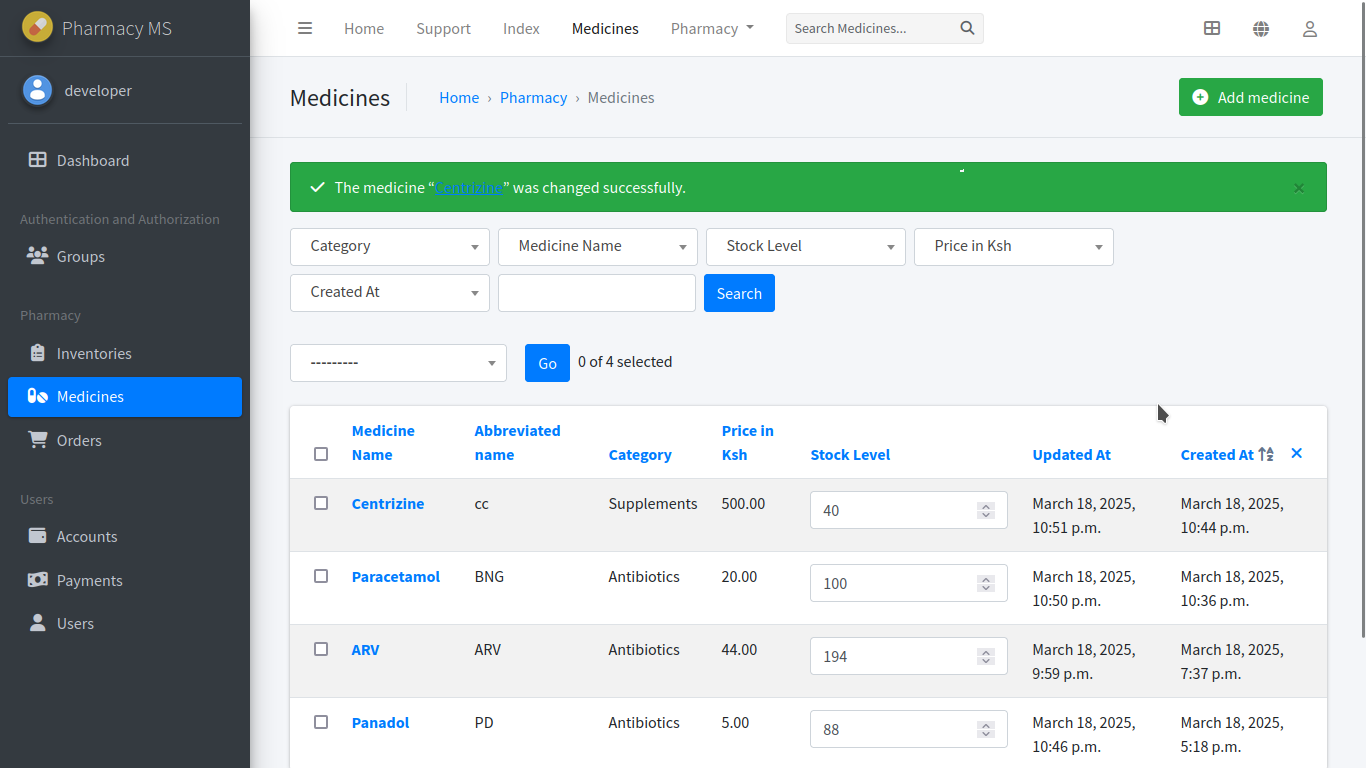 Pharmacy MS
Home Support Index Medicines Pharmacy Search Medicines...
developer
Medicines Home › Pharmacy › Medicines Add medicine
Dashboard
Authentication and Authorization
Groups
Pharmacy
Inventories
Medicines
Orders
Users
Accounts
Payments
Users
The medicine “Centrizine” was changed successfully. ×
Category Medicine Name Stock Level Price in Ksh
Created At Search
--------- Go 0 of 4 selected
Medicine Name Abbreviated name Category Price in Ksh Stock Level Updated At Created At
Centrizine cc Supplements 500.00 40 March 18, 2025, 10:51 p.m. March 18, 2025, 10:44 p.m.
Paracetamol BNG Antibiotics 20.00 100 March 18, 2025, 10:50 p.m. March 18, 2025, 10:36 p.m.
ARV ARV Antibiotics 44.00 194 March 18, 2025, 9:59 p.m. March 18, 2025, 7:37 p.m.
Panadol PD Antibiotics 5.00 88 March 18, 2025, 10:46 p.m. March 18, 2025, 5:18 p.m.